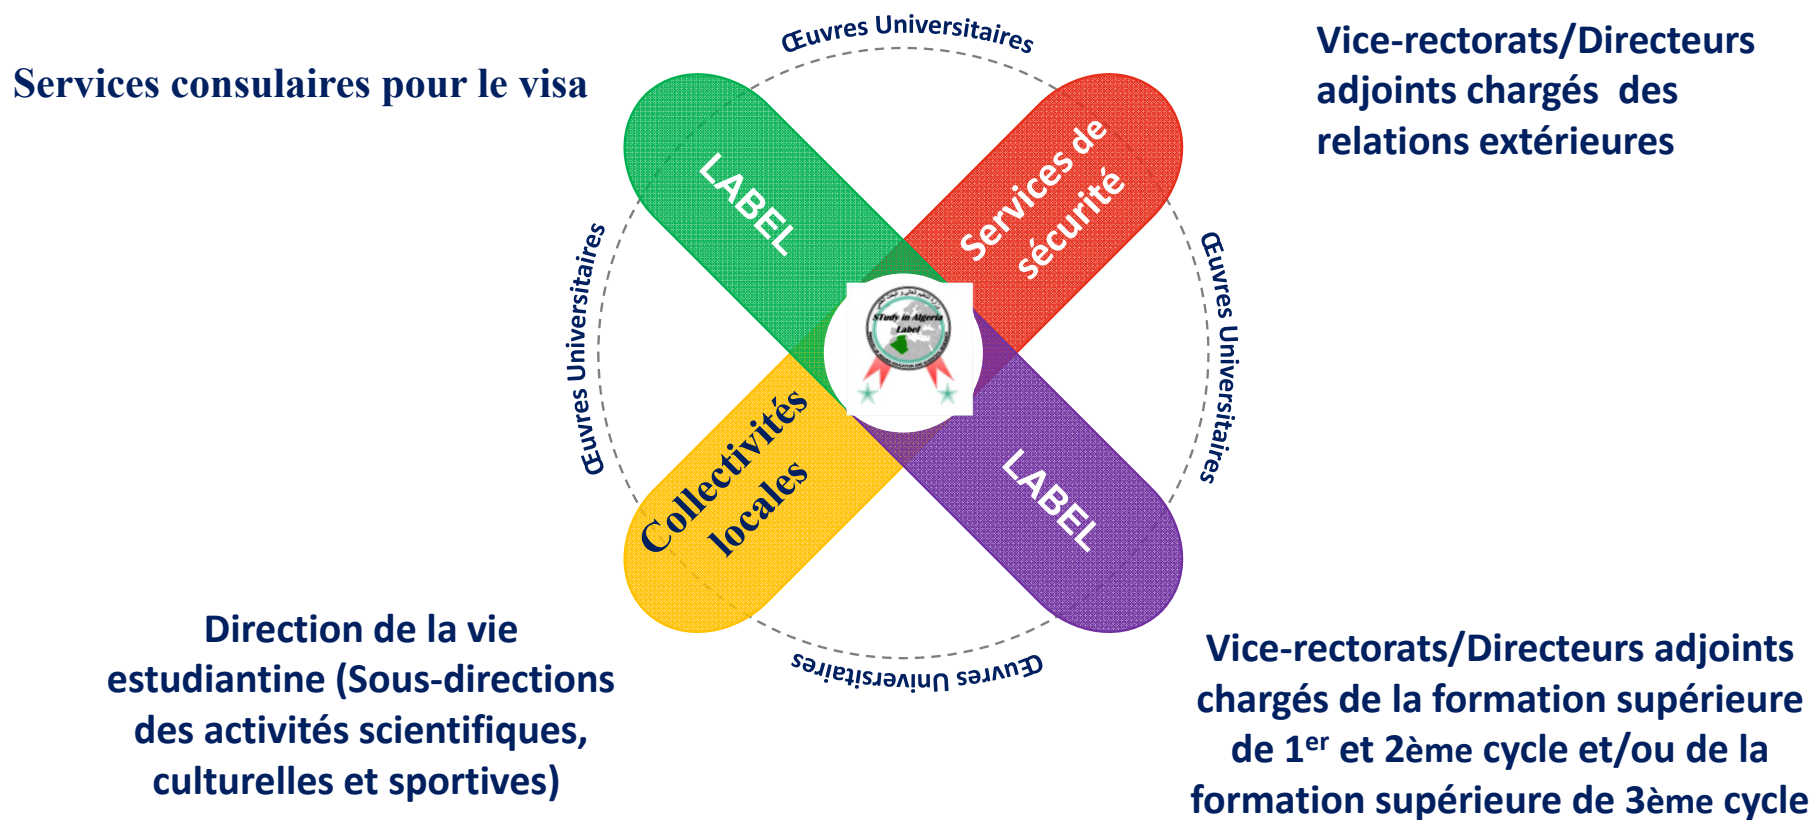 Œuvres Universitaires
Services consulaires pour le visa
Vice-rectorats/Directeurs
adjoints chargés des
relations extérieures
LABEL
Services de
sécurité
Œuvres Universitaires
Œuvres Universitaires
STudy in Algeria
Label
Collectivités
locales
LABEL
Œuvres Universitaires
Direction de la vie
estudiantine (Sous-directions
des activités scientifiques,
culturelles et sportives)
Vice-rectorats/Directeurs adjoints
chargés de la formation supérieure
de 1er et 2ème cycle et/ou de la
formation supérieure de 3ème cycle